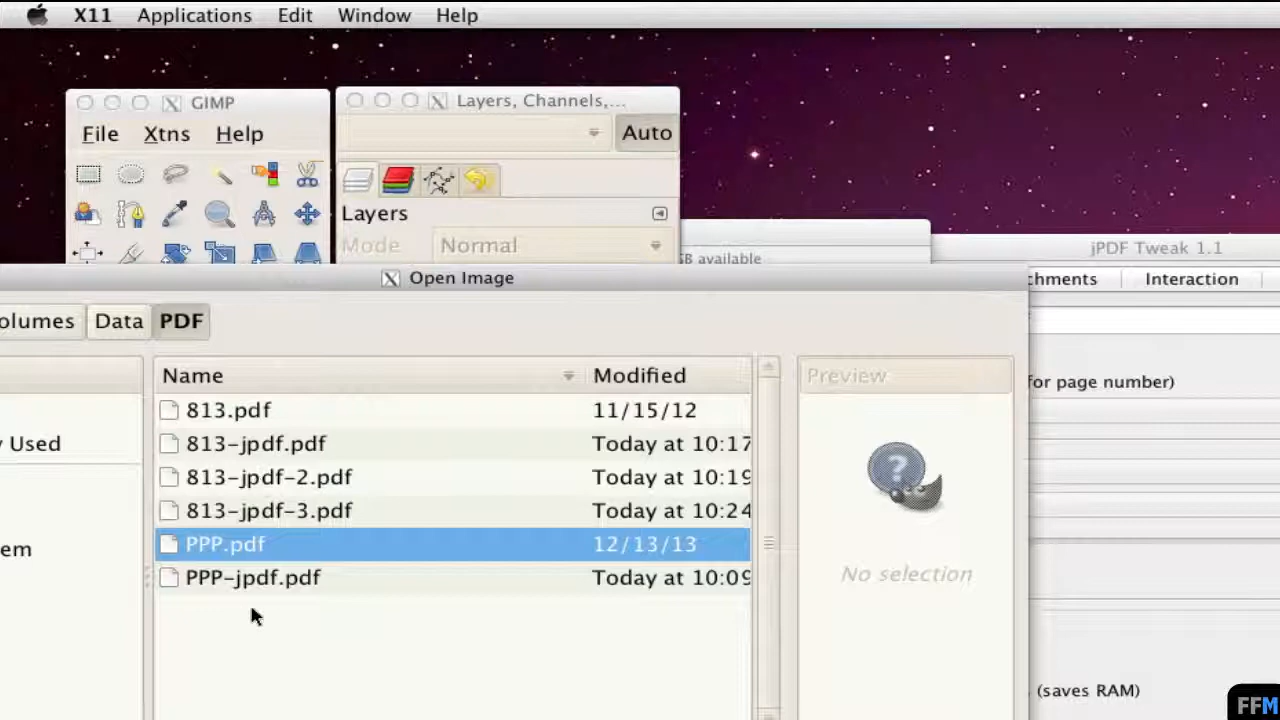 X11 Applications Edit Window Help
GIMP
Layers, Channels,...
File Xtns Help
Auto
Layers
Mode Normal
GB available
jPDF Tweak 1.1
chments Interaction
Open Image
olumes Data PDF
Name Modified Preview
for page number)
813.pdf 11/15/12
y Used
813-jpdf.pdf Today at 10:17
813-jpdf-2.pdf Today at 10:19
813-jpdf-3.pdf Today at 10:24
em
PPP.pdf 12/13/13
PPP-jpdf.pdf Today at 10:09
No selection
(saves RAM)
FFM